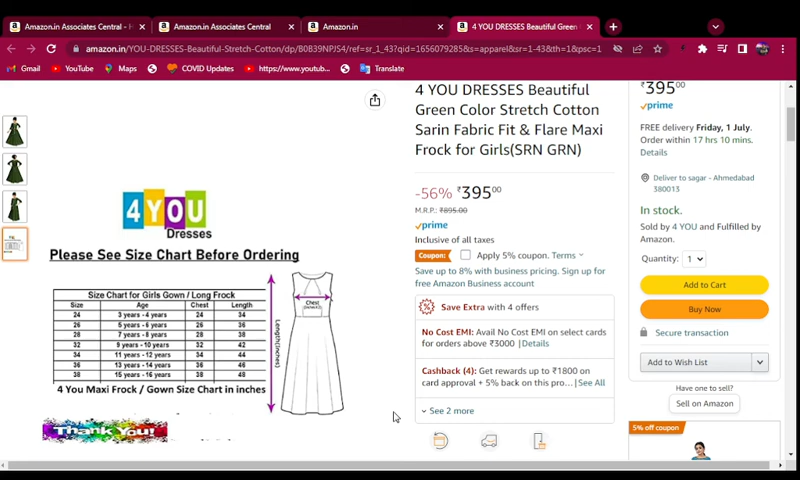 Amazon.in Associates Central - H
Amazon.in Associates Central
Amazon.in
4 YOU DRESSES Beautiful Green
amazon.in/YOU-DRESSES-Beautiful-Stretch-Cotton/dp/B0839NPJS4/ref=sr_1_43?qid=1656079285&s=apparel&sr=1-43&th=1&psc=1
Gmail
YouTube
Maps
COVID Updates
https://www.youtub...
Translate
4 YOU DRESSES Beautiful
Green Color Stretch Cotton
Sarin Fabric Fit & Flare Maxi
Frock for Girls(SRN GRN)
-56% ₹395.00
M.R.P.: ₹895.00
prime
Inclusive of all taxes
Coupon: Apply 5% coupon. Terms
Save up to 8% with business pricing. Sign up for
free Amazon Business account
Save Extra with 4 offers
No Cost EMI: Avail No Cost EMI on select cards
for orders above ₹3000 |Details
Cashback (4): Get rewards up to ₹1800 on
card approval + 5% back on this pro… |See All
See 2 more
4YOU
Dresses
Please See Size Chart Before Ordering
Size Chart for Girls Gown / Long Frock
Size Age Chest Length
24 3 years - 4 years 24 34
26 5 years - 6 years 26 36
28 7 years - 8 years 28 38
32 9 years - 10 years 32 42
34 11 years - 12 years 34 44
36 13 years - 14 years 36 46
38 15 years - 16 years 38 48
4 You Maxi Frock / Gown Size Chart in inches
Length(Inches)
Chest
Thank You!
₹395.00
prime
FREE delivery Friday, 1 July.
Order within 17 hrs 10 mins.
Details
Deliver to sagar - Ahmedabad
380013
In stock.
Sold by 4 YOU and Fulfilled by
Amazon.
Quantity: 1
Add to Cart
Buy Now
Secure transaction
Add to Wish List
Have one to sell?
Sell on Amazon
5% off coupon